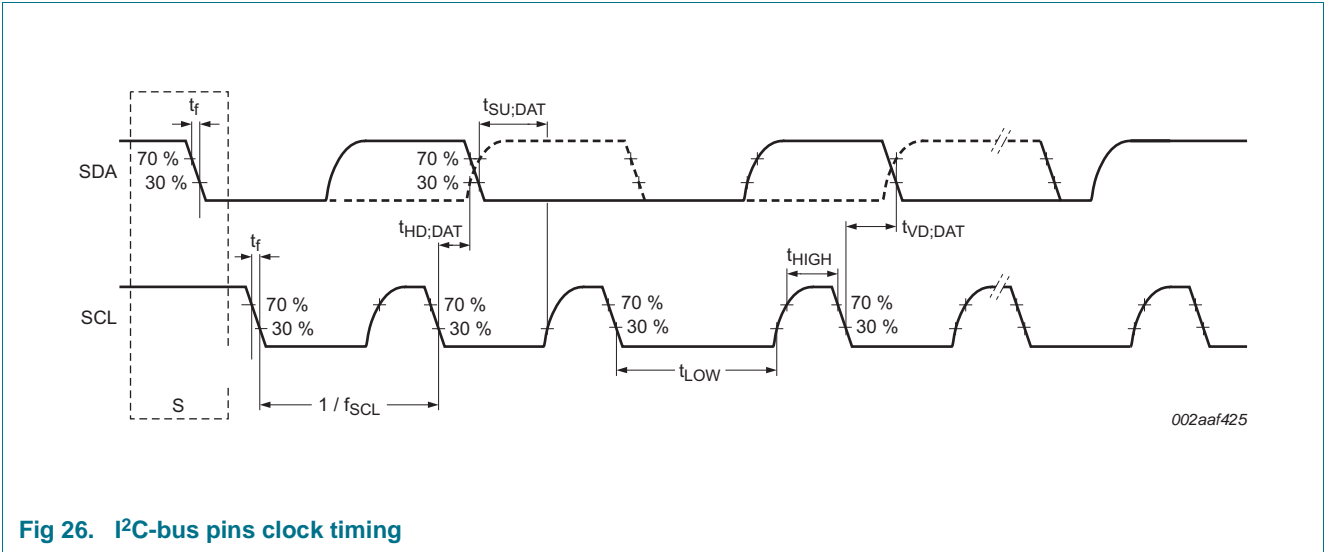 tf
tSU;DAT
70 %
SDA
30 %
70 %
30 %
tHD;DAT
tVD;DAT
tf
tHIGH
70 %
SCL
30 %
70 %
30 %
70 %
30 %
70 %
30 %
tLOW
S
1 / fSCL
002aaf425
Fig 26. I2C-bus pins clock timing